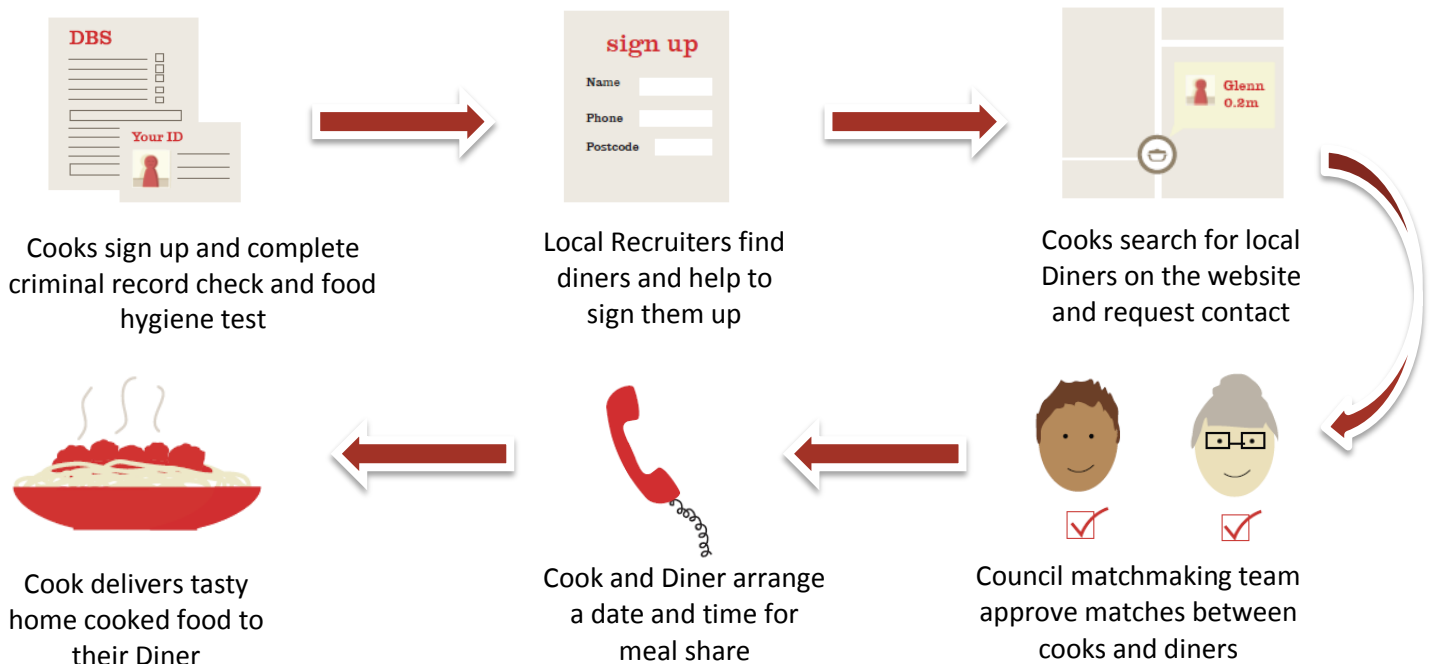 DBS
Your ID
Cooks sign up and complete
criminal record check and food
hygiene test
sign up
Name
Phone
Postcode
Local Recruiters find
diners and help to
sign them up
Glenn
0.2m
Cooks search for local
Diners on the website
and request contact
Council matchmaking team
approve matches between
cooks and diners
Cook and Diner arrange
a date and time for
meal share
Cook delivers tasty
home cooked food to
their Diner